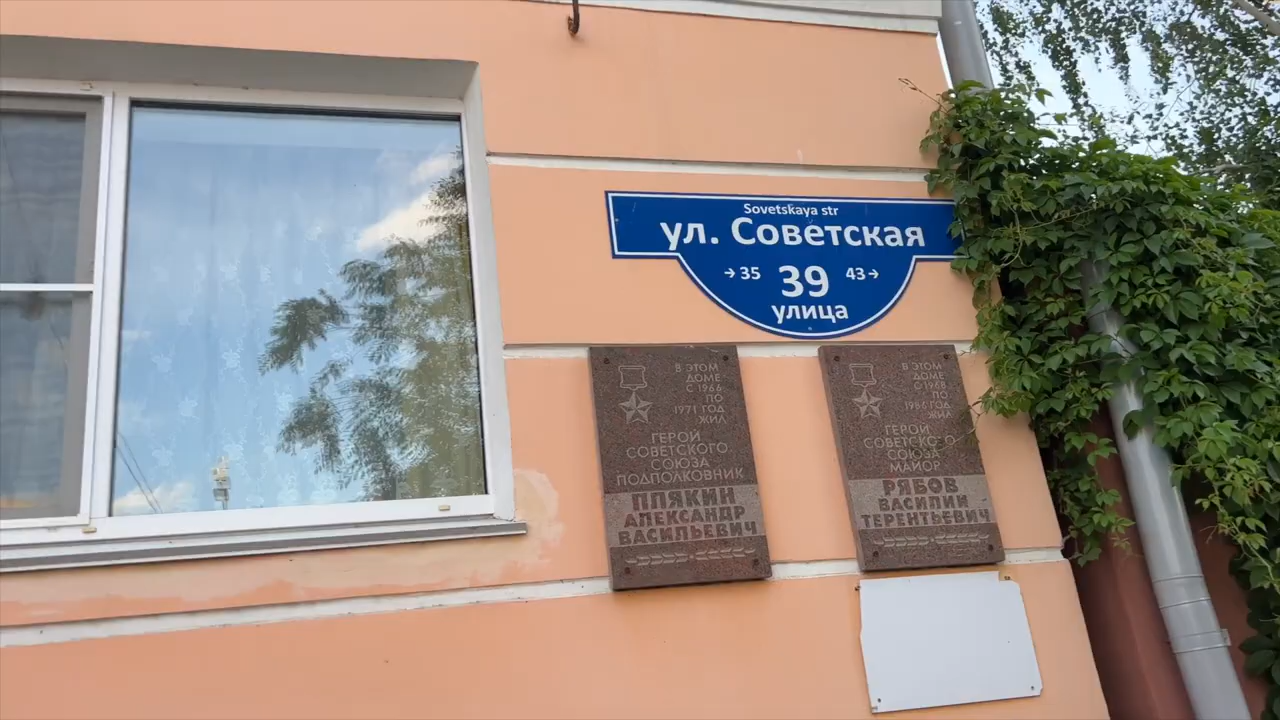 Sovetskaya str
ул. Советская
→35 39 43→
улица
В ЭТОМ
ДОМЕ
С 1966
ПО
1971 ГОД
ЖИЛ
ГЕРОЙ
СОВЕТСКОГО
СОЮЗА
ПОДПОЛКОВНИК
ПЛЯКИН
АЛЕКСАНДР
ВАСИЛЬЕВИЧ
В ЭТОМ
ДОМЕ
С 1968
ПО
1986 ГОД
ЖИЛ
ГЕРОЙ
СОВЕТСКОГО
СОЮЗА
МАЙОР
РЯБОВ
ВАСИЛИЙ
ТЕРЕНТЬЕВИЧ